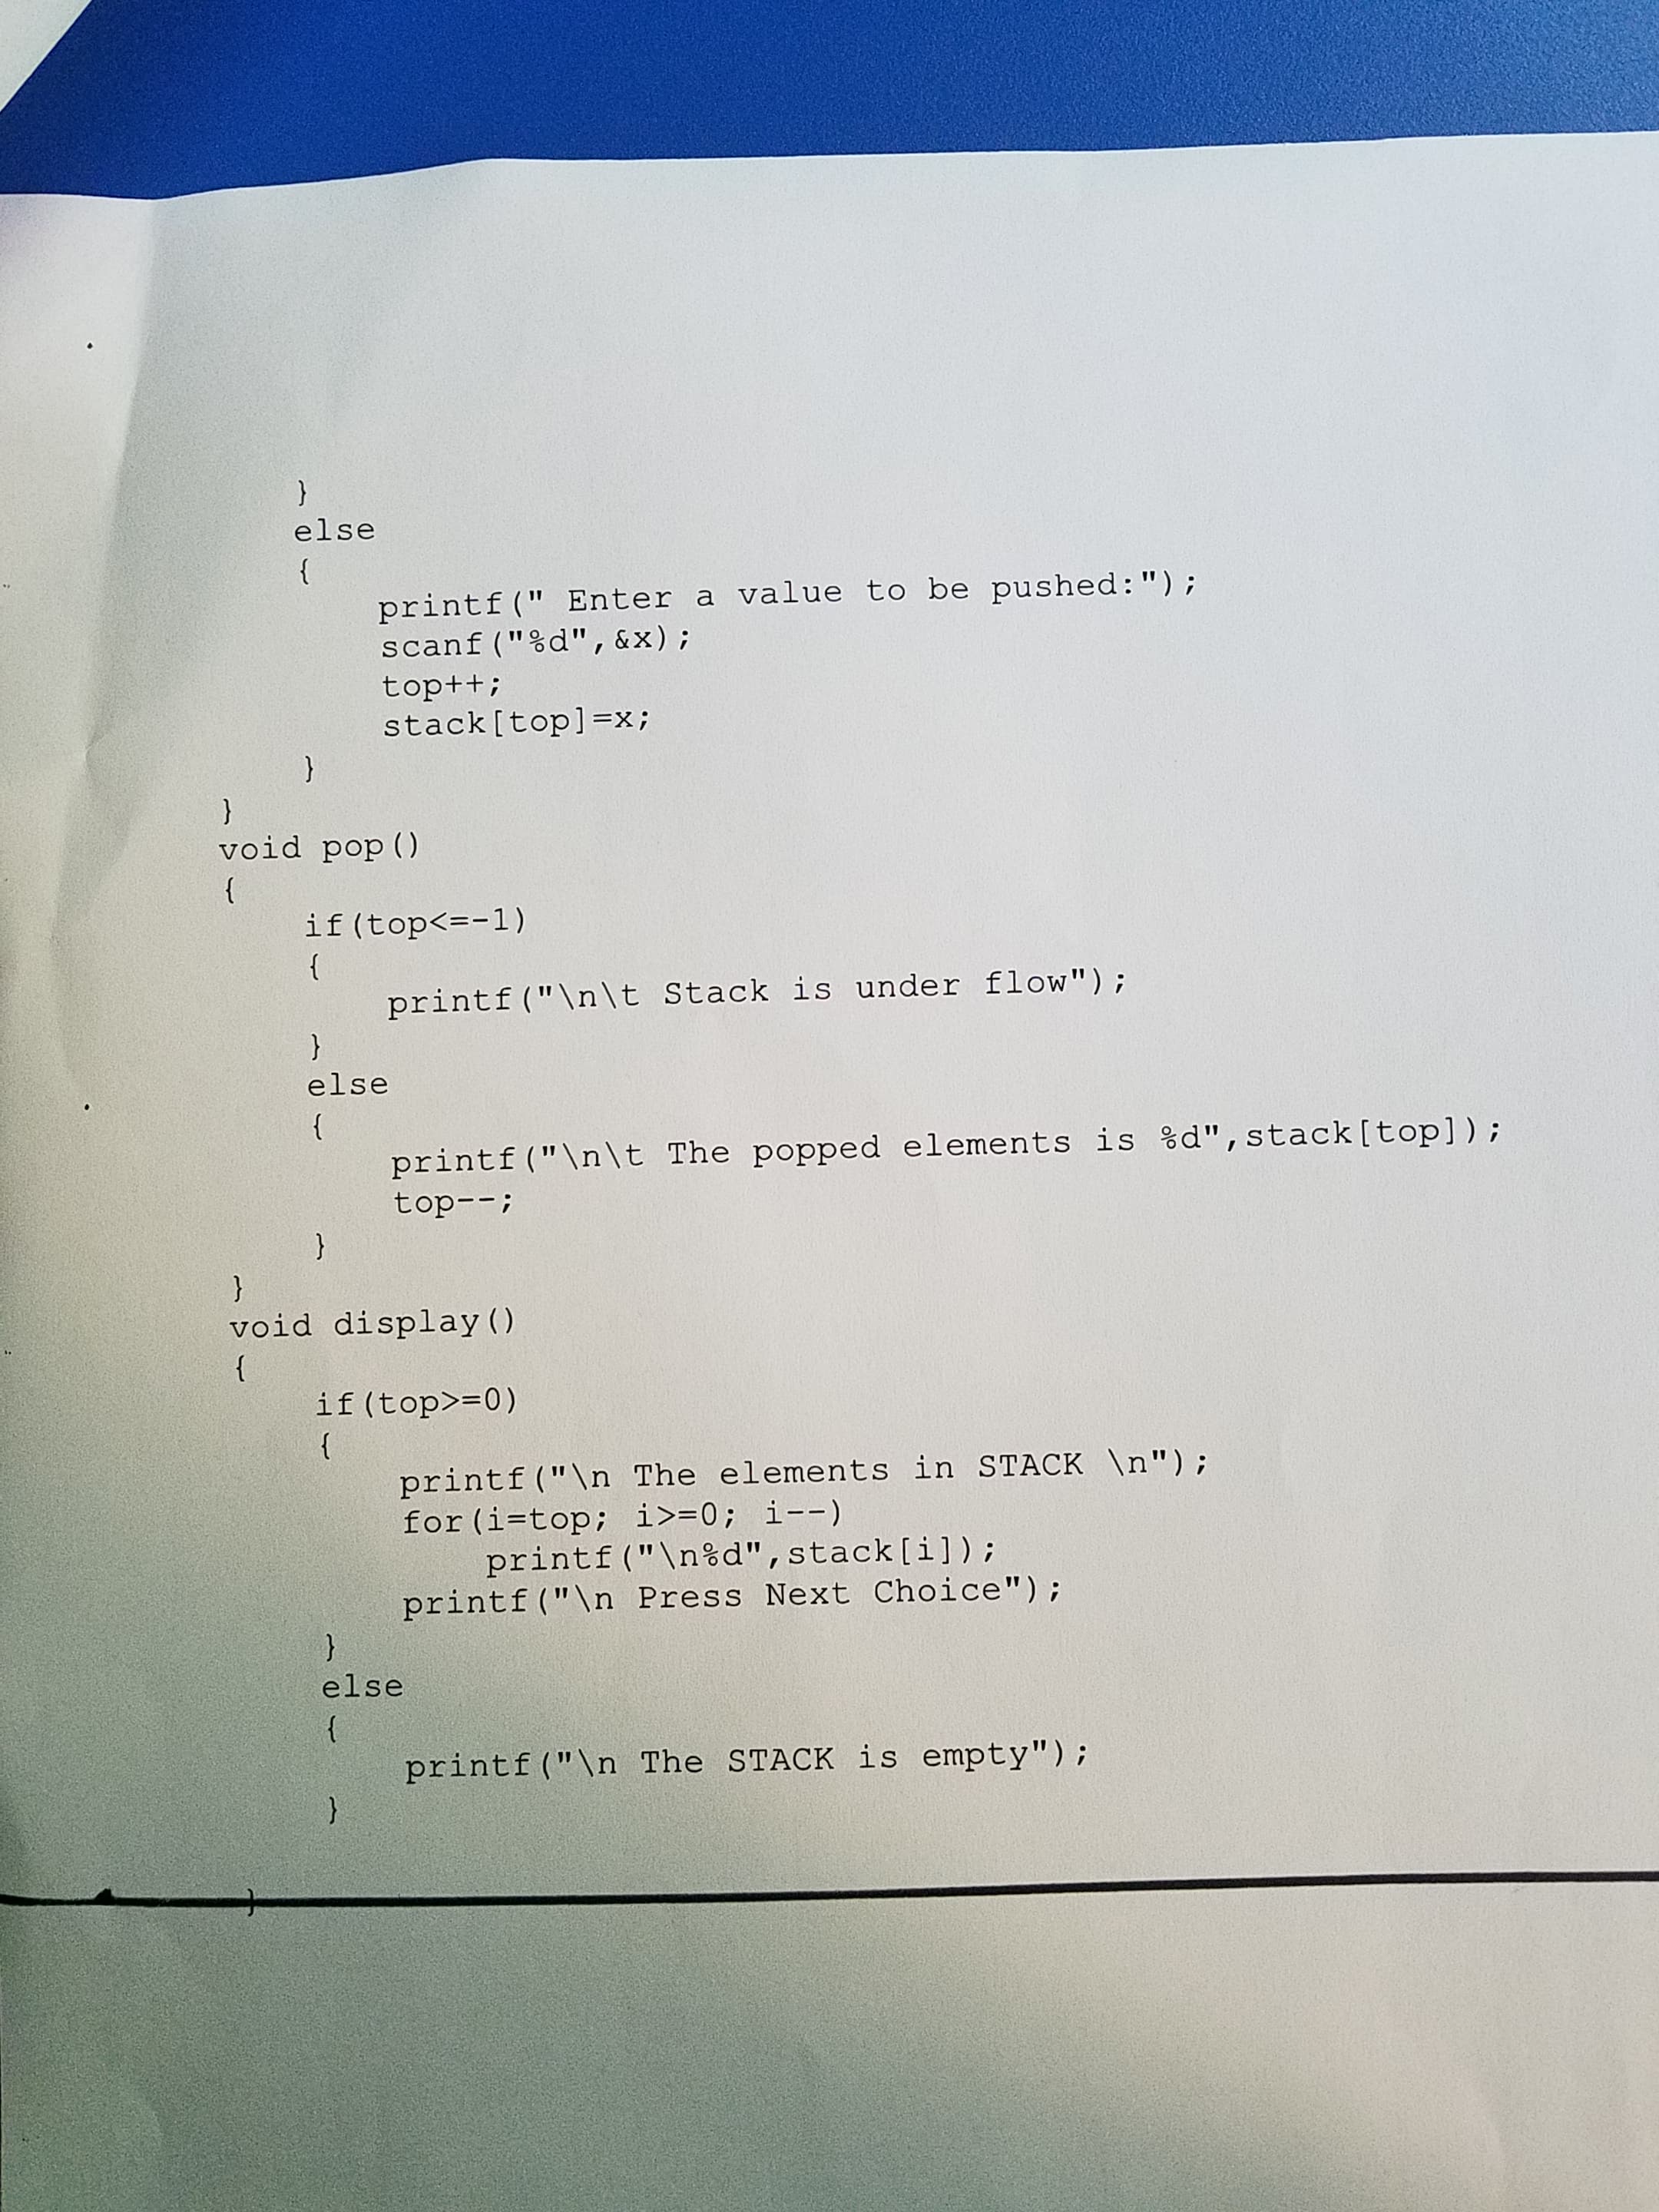 }
else
{
printf(" Enter a value to be pushed:");
scanf("%d",&x);
top++;
stack[top]=x;
}
}
void pop()
{
if(top<=-1)
{
printf("\n\t Stack is under flow");
}
else
{
printf("\n\t The popped elements is %d",stack[top]);
top--;
}
}
void display()
{
if(top>=0)
{
printf("\n The elements in STACK \n");
for(i=top; i>=0; i--)
printf("\n%d",stack[i]);
printf("\n Press Next Choice");
}
else
{
printf("\n The STACK is empty");
}
}